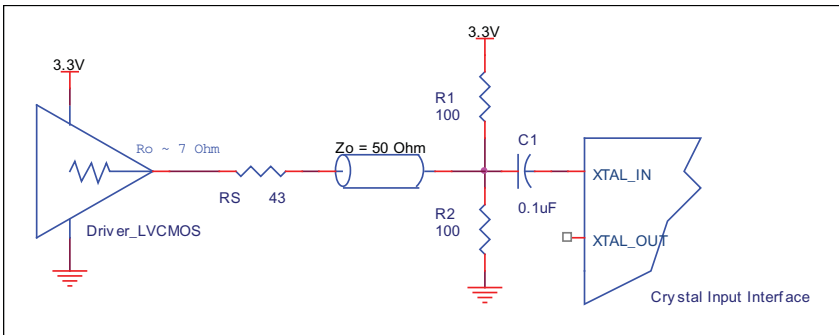 3.3V
3.3V
R1
100
C1
Ro ~ 7 Ohm
Zo = 50 Ohm
RS 43
0.1uF
XTAL_IN
R2
100
XTAL_OUT
Driver_LVCMOS
Crystal Input Interface